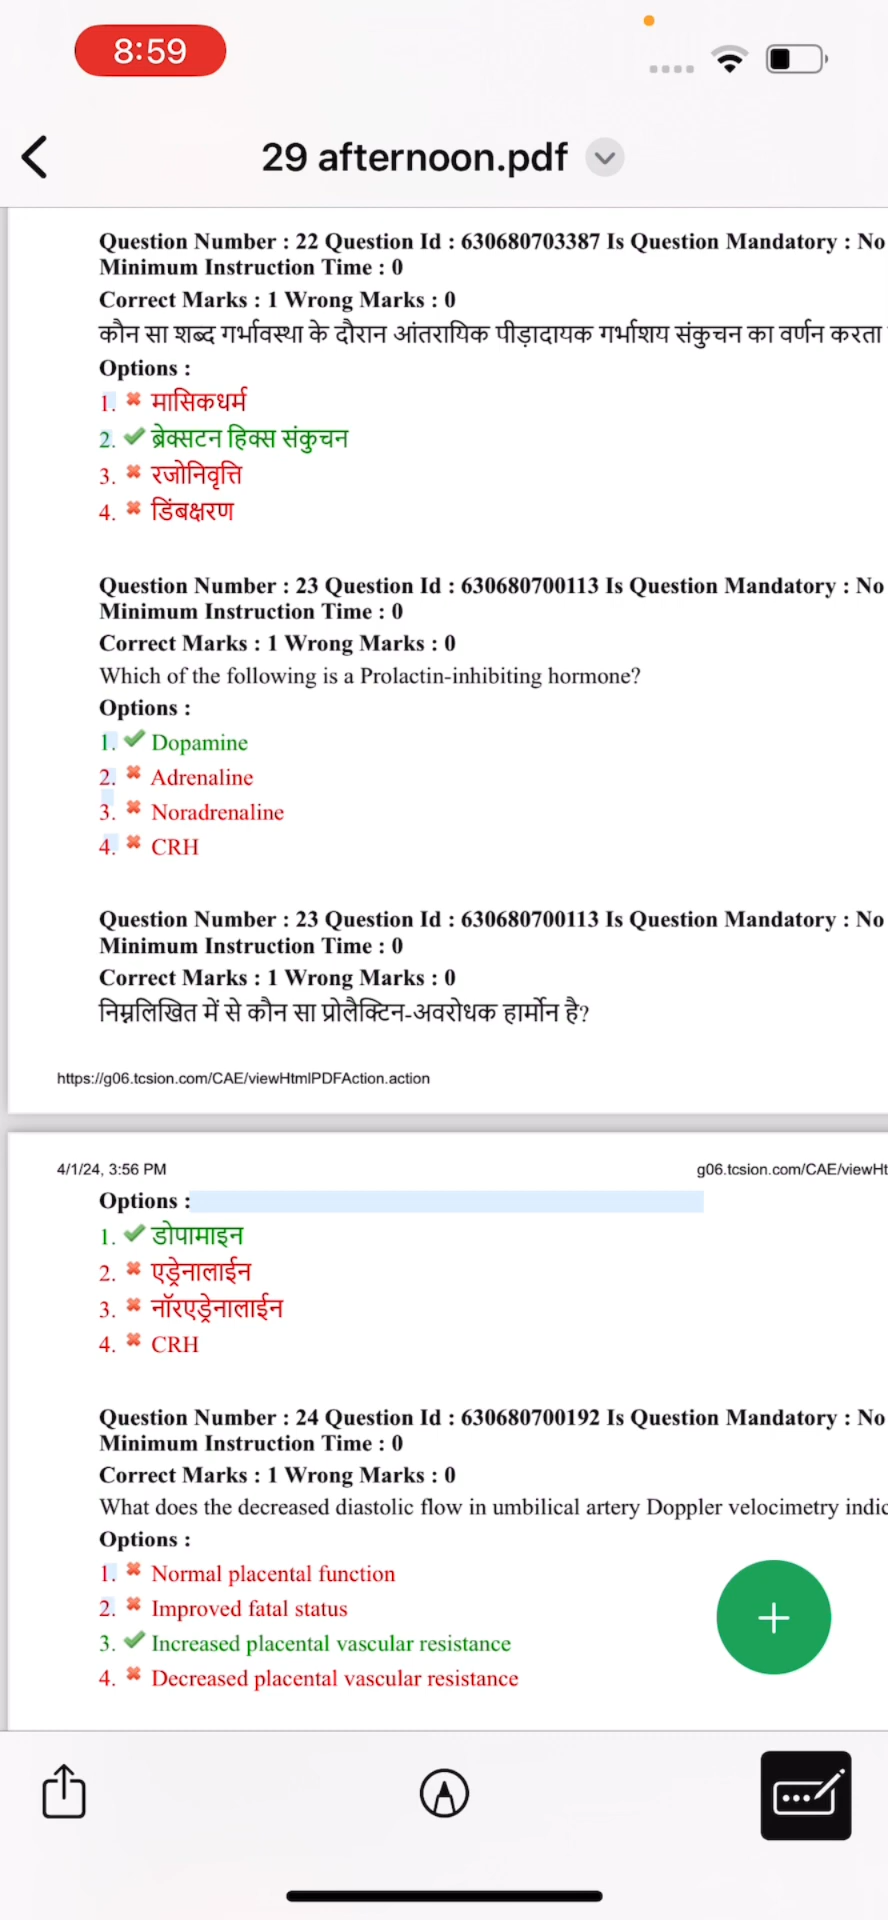 8:59
29 afternoon.pdf
Question Number : 22 Question Id : 630680703387 Is Question Mandatory : No
Minimum Instruction Time : 0
Correct Marks : 1 Wrong Marks : 0
कौन सा शब्द गर्भावस्था के दौरान आंतरायिक पीड़ादायक गर्भाशय संकुचन का वर्णन करता
Options :
1. मासिकधर्म
2. ब्रेक्सटन हिक्स संकुचन
3. रजोनिवृत्ति
4. डिंबक्षरण
Question Number : 23 Question Id : 630680700113 Is Question Mandatory : No
Minimum Instruction Time : 0
Correct Marks : 1 Wrong Marks : 0
Which of the following is a Prolactin-inhibiting hormone?
Options :
1. Dopamine
2. Adrenaline
3. Noradrenaline
4. CRH
Question Number : 23 Question Id : 630680700113 Is Question Mandatory : No
Minimum Instruction Time : 0
Correct Marks : 1 Wrong Marks : 0
निम्नलिखित में से कौन सा प्रोलैक्टिन-अवरोधक हार्मोन है?
https://g06.tcsion.com/CAE/viewHtmlPDFAction.action
4/1/24, 3:56 PM g06.tcsion.com/CAE/viewHt
Options :
1. डोपामाइन
2. एड्रेनालाईन
3. नॉरएड्रेनालाईन
4. CRH
Question Number : 24 Question Id : 630680700192 Is Question Mandatory : No
Minimum Instruction Time : 0
Correct Marks : 1 Wrong Marks : 0
What does the decreased diastolic flow in umbilical artery Doppler velocimetry indic
Options :
1. Normal placental function
2. Improved fatal status
3. Increased placental vascular resistance
4. Decreased placental vascular resistance